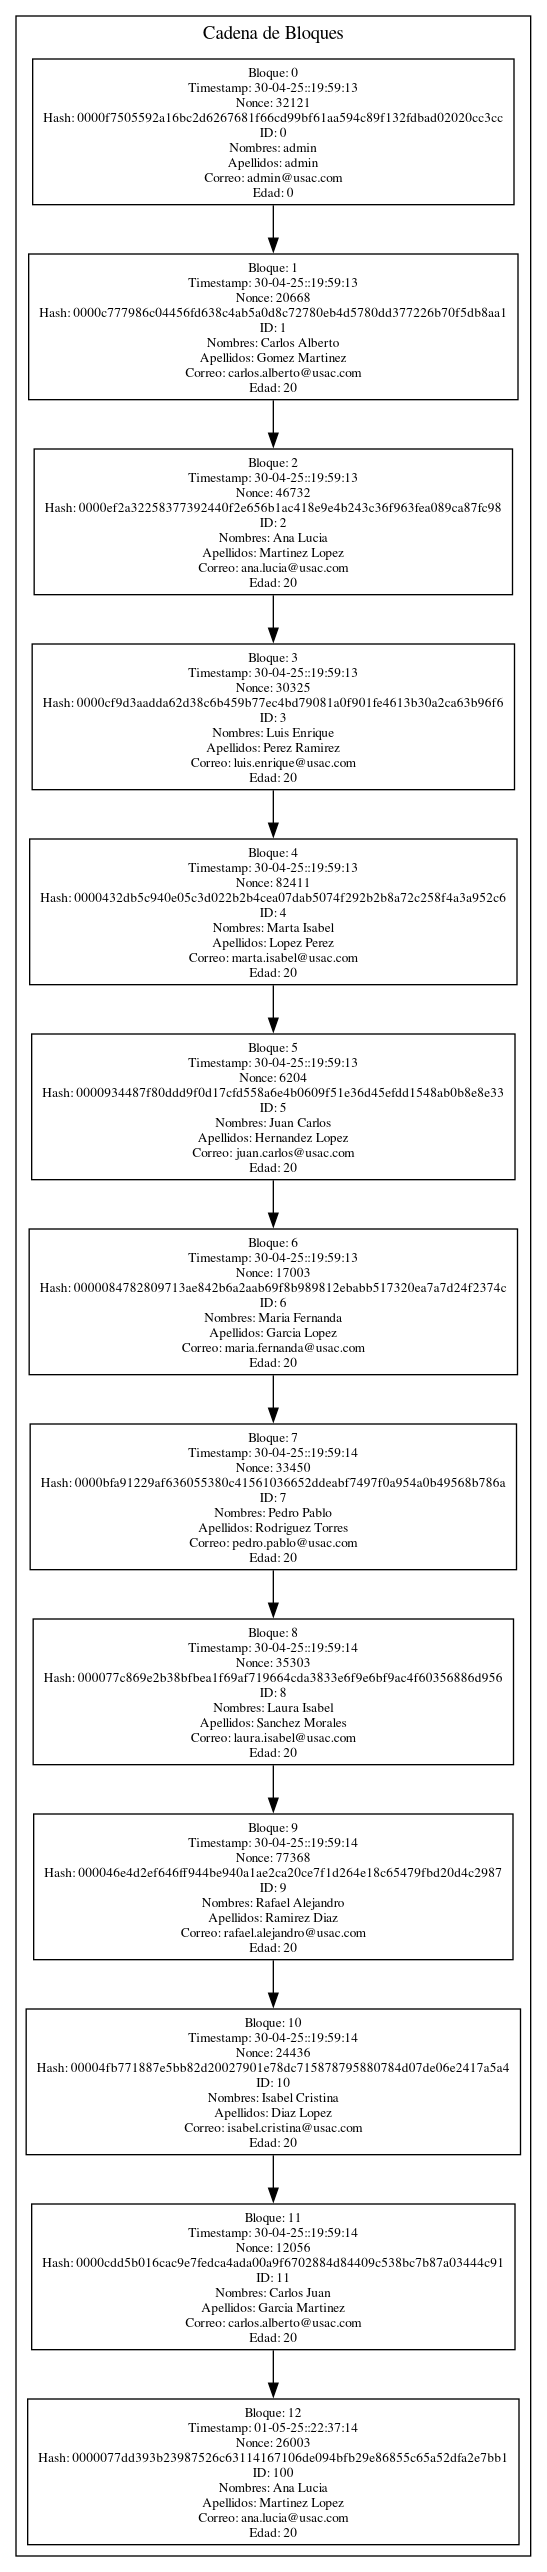 Cadena de Bloques
Bloque: 0
Timestamp: 30-04-25::19:59:13
Nonce: 32121
Hash: 0000f7505592a16bc2d6267681f66cd99bf61aa594c89f132fdbad02020cc3cc
ID: 0
Nombres: admin
Apellidos: admin
Correo: admin@usac.com
Edad: 0
Bloque: 1
Timestamp: 30-04-25::19:59:13
Nonce: 20668
Hash: 0000c777986c04456fd638c4ab5a0d8c72780eb4d5780dd377226b70f5db8aa1
ID: 1
Nombres: Carlos Alberto
Apellidos: Gomez Martinez
Correo: carlos.alberto@usac.com
Edad: 20
Bloque: 2
Timestamp: 30-04-25::19:59:13
Nonce: 46732
Hash: 0000ef2a32258377392440f2e656b1ac418e9e4b243c36f963fea089ca87fc98
ID: 2
Nombres: Ana Lucia
Apellidos: Martinez Lopez
Correo: ana.lucia@usac.com
Edad: 20
Bloque: 3
Timestamp: 30-04-25::19:59:13
Nonce: 30325
Hash: 0000cf9d3aadda62d38c6b459b77ec4bd79081a0f901fe4613b30a2ca63b96f6
ID: 3
Nombres: Luis Enrique
Apellidos: Perez Ramirez
Correo: luis.enrique@usac.com
Edad: 20
Bloque: 4
Timestamp: 30-04-25::19:59:13
Nonce: 82411
Hash: 0000432db5c940e05c3d022b2b4cea07dab5074f292b2b8a72c258f4a3a952c6
ID: 4
Nombres: Marta Isabel
Apellidos: Lopez Perez
Correo: marta.isabel@usac.com
Edad: 20
Bloque: 5
Timestamp: 30-04-25::19:59:13
Nonce: 6204
Hash: 0000934487f80ddd9f0d17cfd558a6e4b0609f51e36d45efdd1548ab0b8e8e33
ID: 5
Nombres: Juan Carlos
Apellidos: Hernandez Lopez
Correo: juan.carlos@usac.com
Edad: 20
Bloque: 6
Timestamp: 30-04-25::19:59:13
Nonce: 17003
Hash: 0000084782809713ae842b6a2aab69f8b989812ebabb517320ea7a7d24f2374c
ID: 6
Nombres: Maria Fernanda
Apellidos: Garcia Lopez
Correo: maria.fernanda@usac.com
Edad: 20
Bloque: 7
Timestamp: 30-04-25::19:59:14
Nonce: 33450
Hash: 0000bfa91229af636055380c41561036652ddeabf7497f0a954a0b49568b786a
ID: 7
Nombres: Pedro Pablo
Apellidos: Rodriguez Torres
Correo: pedro.pablo@usac.com
Edad: 20
Bloque: 8
Timestamp: 30-04-25::19:59:14
Nonce: 35303
Hash: 000077c869e2b38bfbea1f69af719664cda3833e6f9e6bf9ac4f60356886d956
ID: 8
Nombres: Laura Isabel
Apellidos: Sanchez Morales
Correo: laura.isabel@usac.com
Edad: 20
Bloque: 9
Timestamp: 30-04-25::19:59:14
Nonce: 77368
Hash: 000046e4d2ef646ff944be940a1ae2ca20ce7f1d264e18c65479fbd20d4c2987
ID: 9
Nombres: Rafael Alejandro
Apellidos: Ramirez Diaz
Correo: rafael.alejandro@usac.com
Edad: 20
Bloque: 10
Timestamp: 30-04-25::19:59:14
Nonce: 24436
Hash: 00004fb771887e5bb82d20027901e78dc715878795880784d07de06e2417a5a4
ID: 10
Nombres: Isabel Cristina
Apellidos: Diaz Lopez
Correo: isabel.cristina@usac.com
Edad: 20
Bloque: 11
Timestamp: 30-04-25::19:59:14
Nonce: 12056
Hash: 0000cdd5b016cac9e7fedca4ada00a9f6702884d84409c538bc7b87a03444c91
ID: 11
Nombres: Carlos Juan
Apellidos: Garcia Martinez
Correo: carlos.alberto@usac.com
Edad: 20
Bloque: 12
Timestamp: 01-05-25::22:37:14
Nonce: 26003
Hash: 0000077dd393b23987526c63114167106de094bfb29e86855c65a52dfa2e7bb1
ID: 100
Nombres: Ana Lucia
Apellidos: Martinez Lopez
Correo: ana.lucia@usac.com
Edad: 20